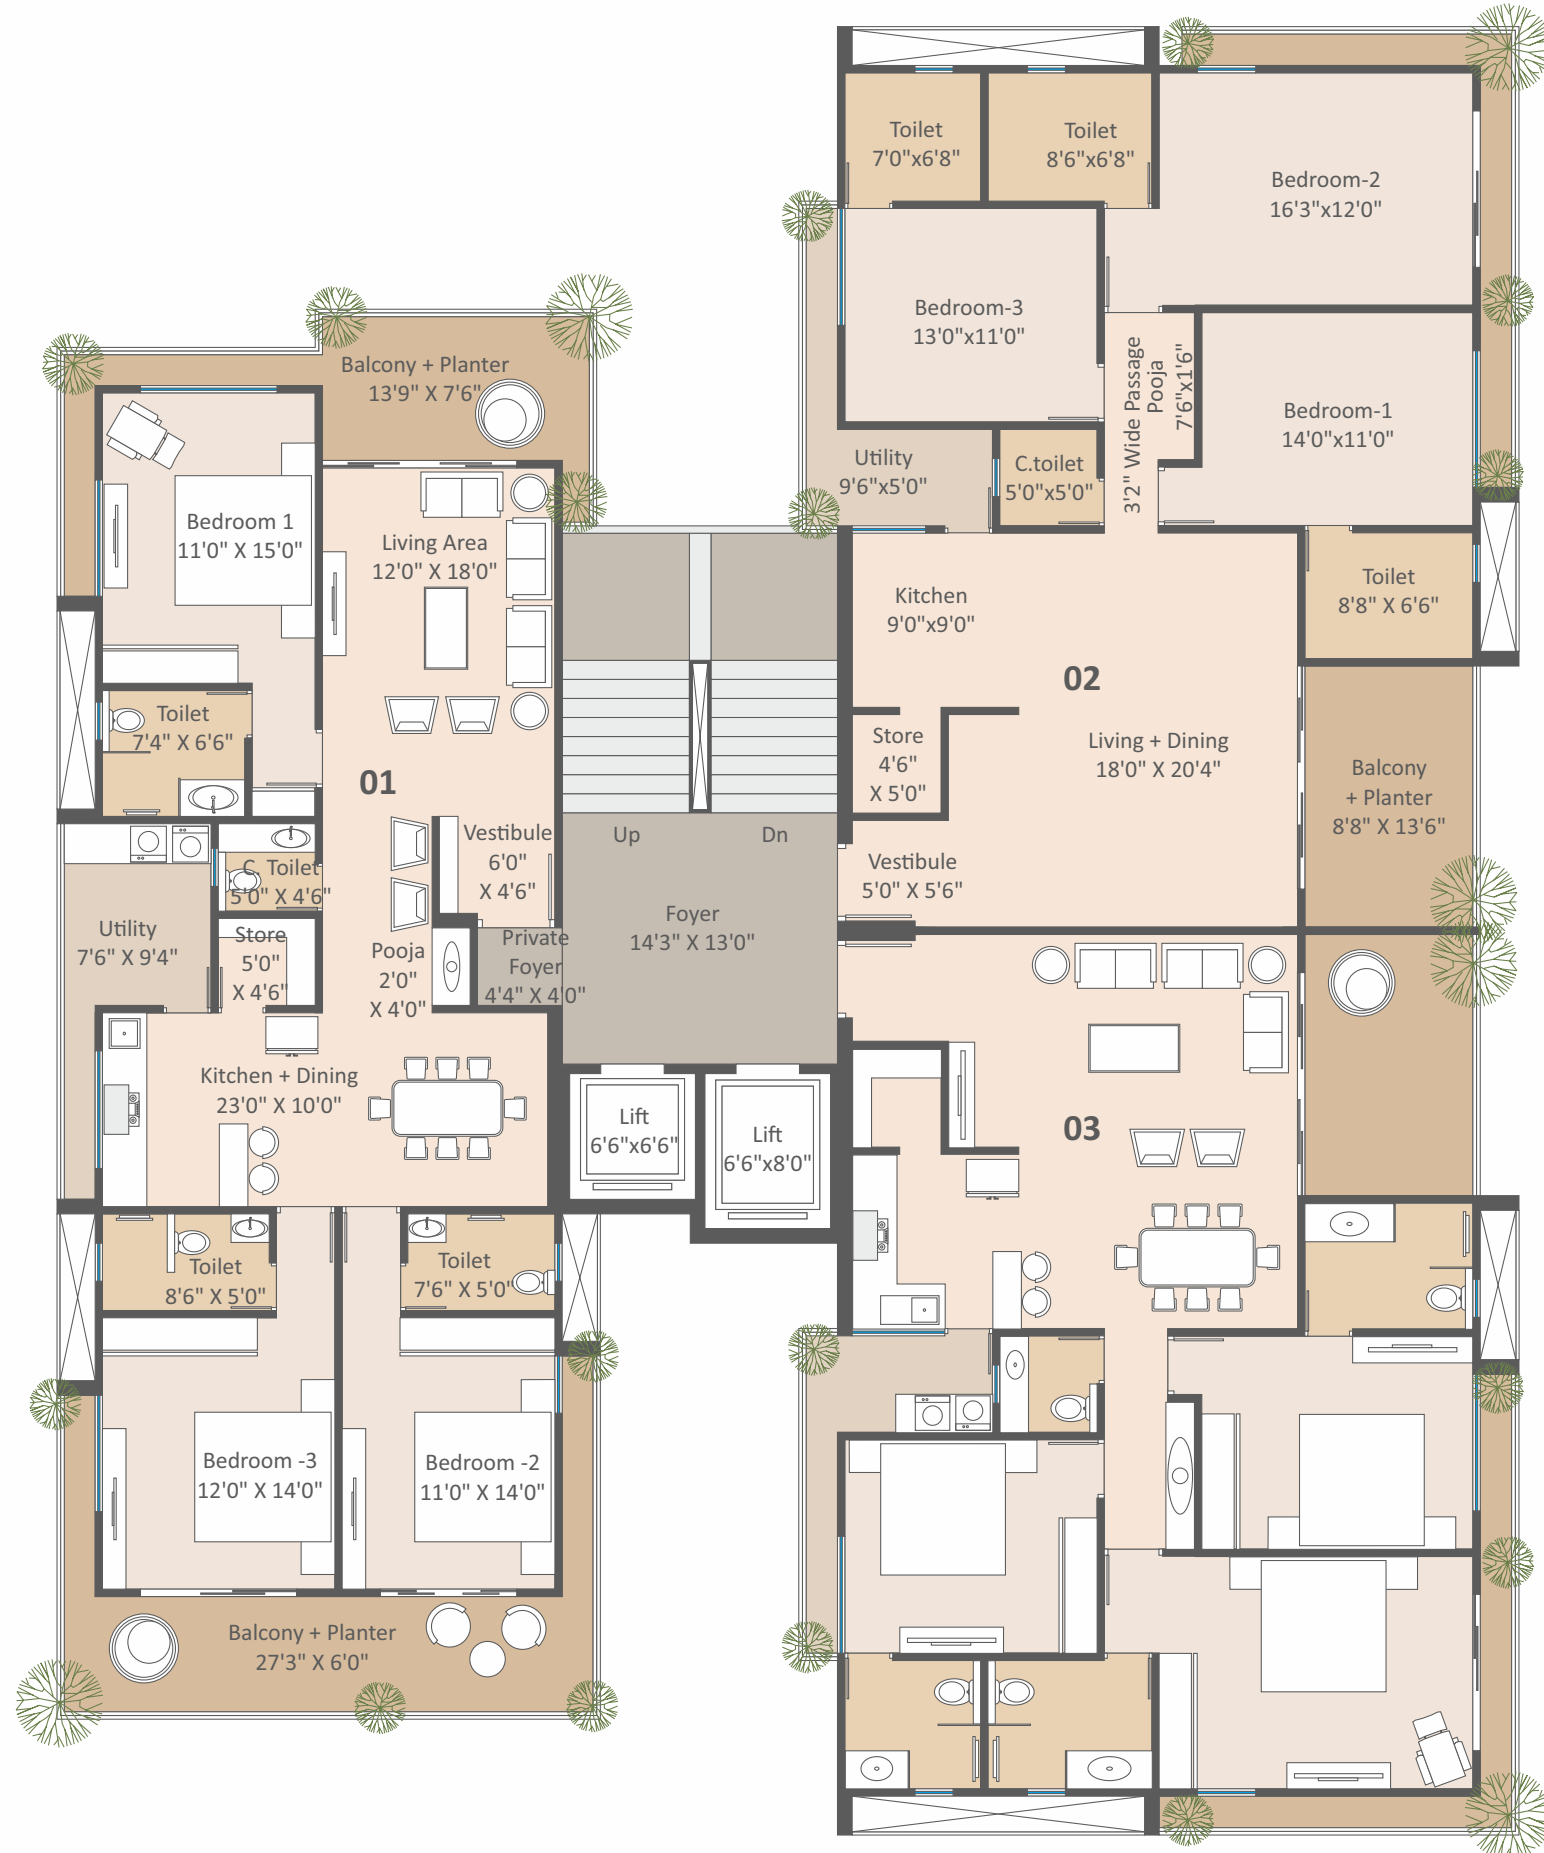 Toilet
7'0"x6'8"
Toilet
8'6"x6'8"
Bedroom-2
16'3"x12'0"
Bedroom-3
13'0"x11'0"
3'2" Wide Passage
Pooja
7'6"x1'6"
Bedroom-1
14'0"x11'0"
Utility
9'6"x5'0"
C.toilet
5'0"x5'0"
Kitchen
9'0"x9'0"
Toilet
8'8" X 6'6"
02
Store
4'6"
X 5'0"
Living + Dining
18'0" X 20'4"
Balcony
+ Planter
8'8" X 13'6"
Vestibule
5'0" X 5'6"
Balcony + Planter
13'9" X 7'6"
Bedroom 1
11'0" X 15'0"
Living Area
12'0" X 18'0"
Toilet
7'4" X 6'6"
01
C. Toilet
5'0" X 4'6"
Vestibule
6'0"
X 4'6"
Utility
7'6" X 9'4"
Store
5'0"
X 4'6"
Pooja
2'0"
X 4'0"
Private
Foyer
4'4" X 4'0"
Up
Dn
Foyer
14'3" X 13'0"
Kitchen + Dining
23'0" X 10'0"
Lift
6'6"x6'6"
Lift
6'6"x8'0"
03
Toilet
8'6" X 5'0"
Toilet
7'6" X 5'0"
Bedroom -3
12'0" X 14'0"
Bedroom -2
11'0" X 14'0"
Balcony + Planter
27'3" X 6'0"